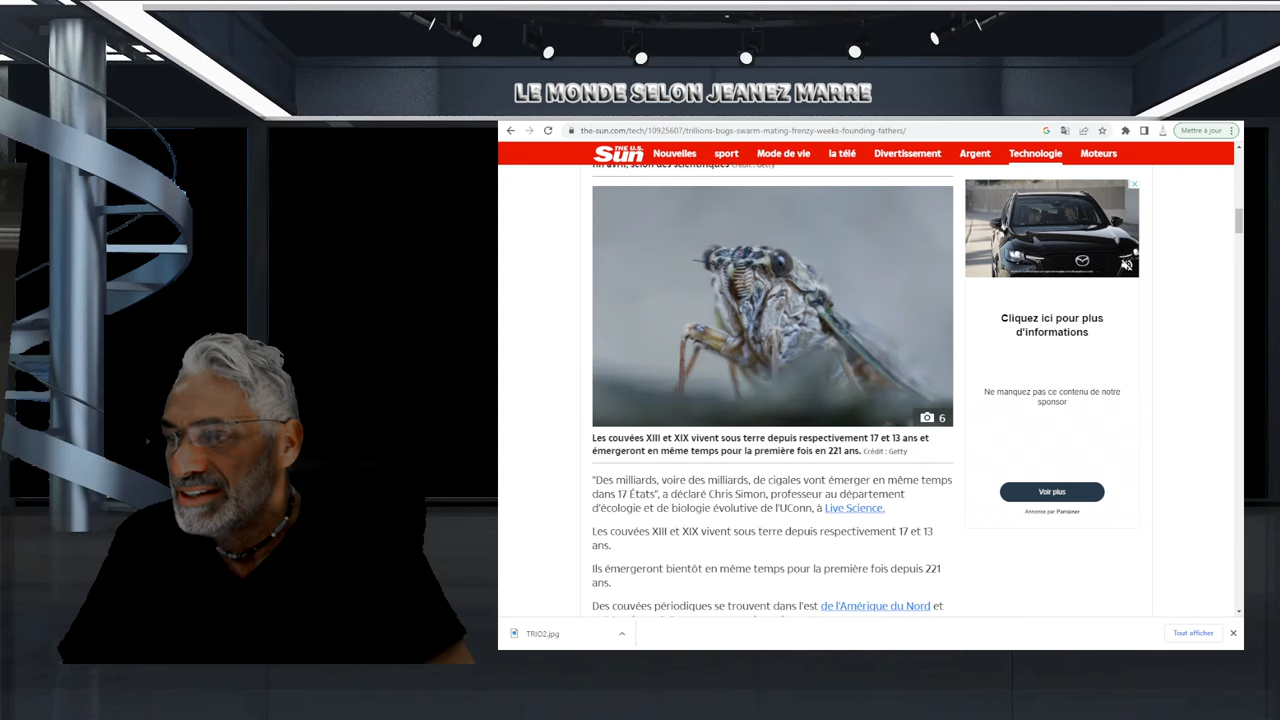 LE MONDE SELON JEANEZ MARRE
the-sun.com/tech/10925607/trillions-bugs-swarm-mating-frenzy-weeks-founding-fathers/
Mettre à jour
THE U.S. Sun
Nouvelles sport Mode de vie la télé Divertissement Argent Technologie Moteurs
avril, selon des scientifiques Crédit : Getty
6
Les couvées XIII et XIX vivent sous terre depuis respectivement 17 et 13 ans et
émergeront en même temps pour la première fois en 221 ans. Crédit : Getty
"Des milliards, voire des milliards, de cigales vont émerger en même temps
dans 17 États", a déclaré Chris Simon, professeur au département
d'écologie et de biologie évolutive de l'UConn, à Live Science.
Les couvées XIII et XIX vivent sous terre depuis respectivement 17 et 13
ans.
Ils émergeront bientôt en même temps pour la première fois depuis 221
ans.
Des couvées périodiques se trouvent dans l'est de l'Amérique du Nord et
Cliquez ici pour plus
d'informations
Ne manquez pas ce contenu de notre
sponsor
Voir plus
Annonce par Parrainer
TRIO2.jpg
Tout afficher